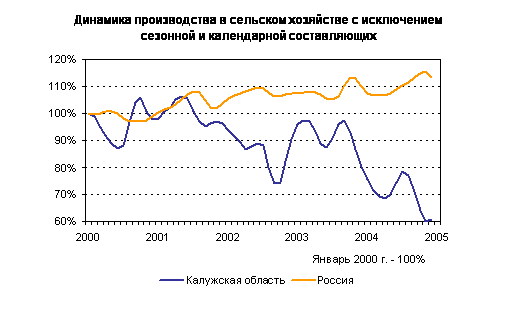 Динамика производства в сельском хозяйстве с исключением
сезонной и календарной составляющих
120%
110%
100%
90%
80%
70%
60%
2000 2001 2002 2003 2004 2005
Январь 2000 г. - 100%
Калужская область Россия